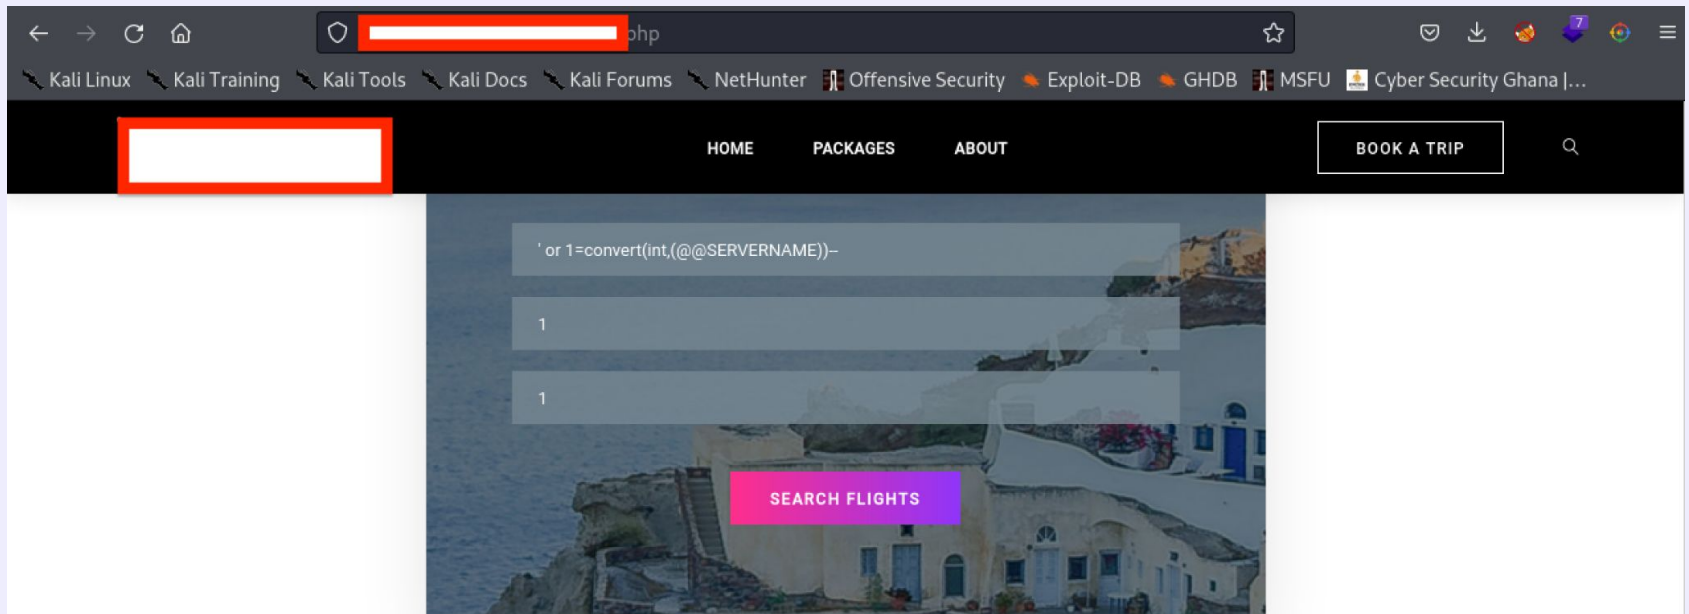 php
Kali Linux Kali Training Kali Tools Kali Docs Kali Forums NetHunter Offensive Security Exploit-DB GHDB MSFU Cyber Security Ghana |...
HOME PACKAGES ABOUT BOOK A TRIP
' or 1=convert(int,(@@SERVERNAME))--
1
1
SEARCH FLIGHTS
7